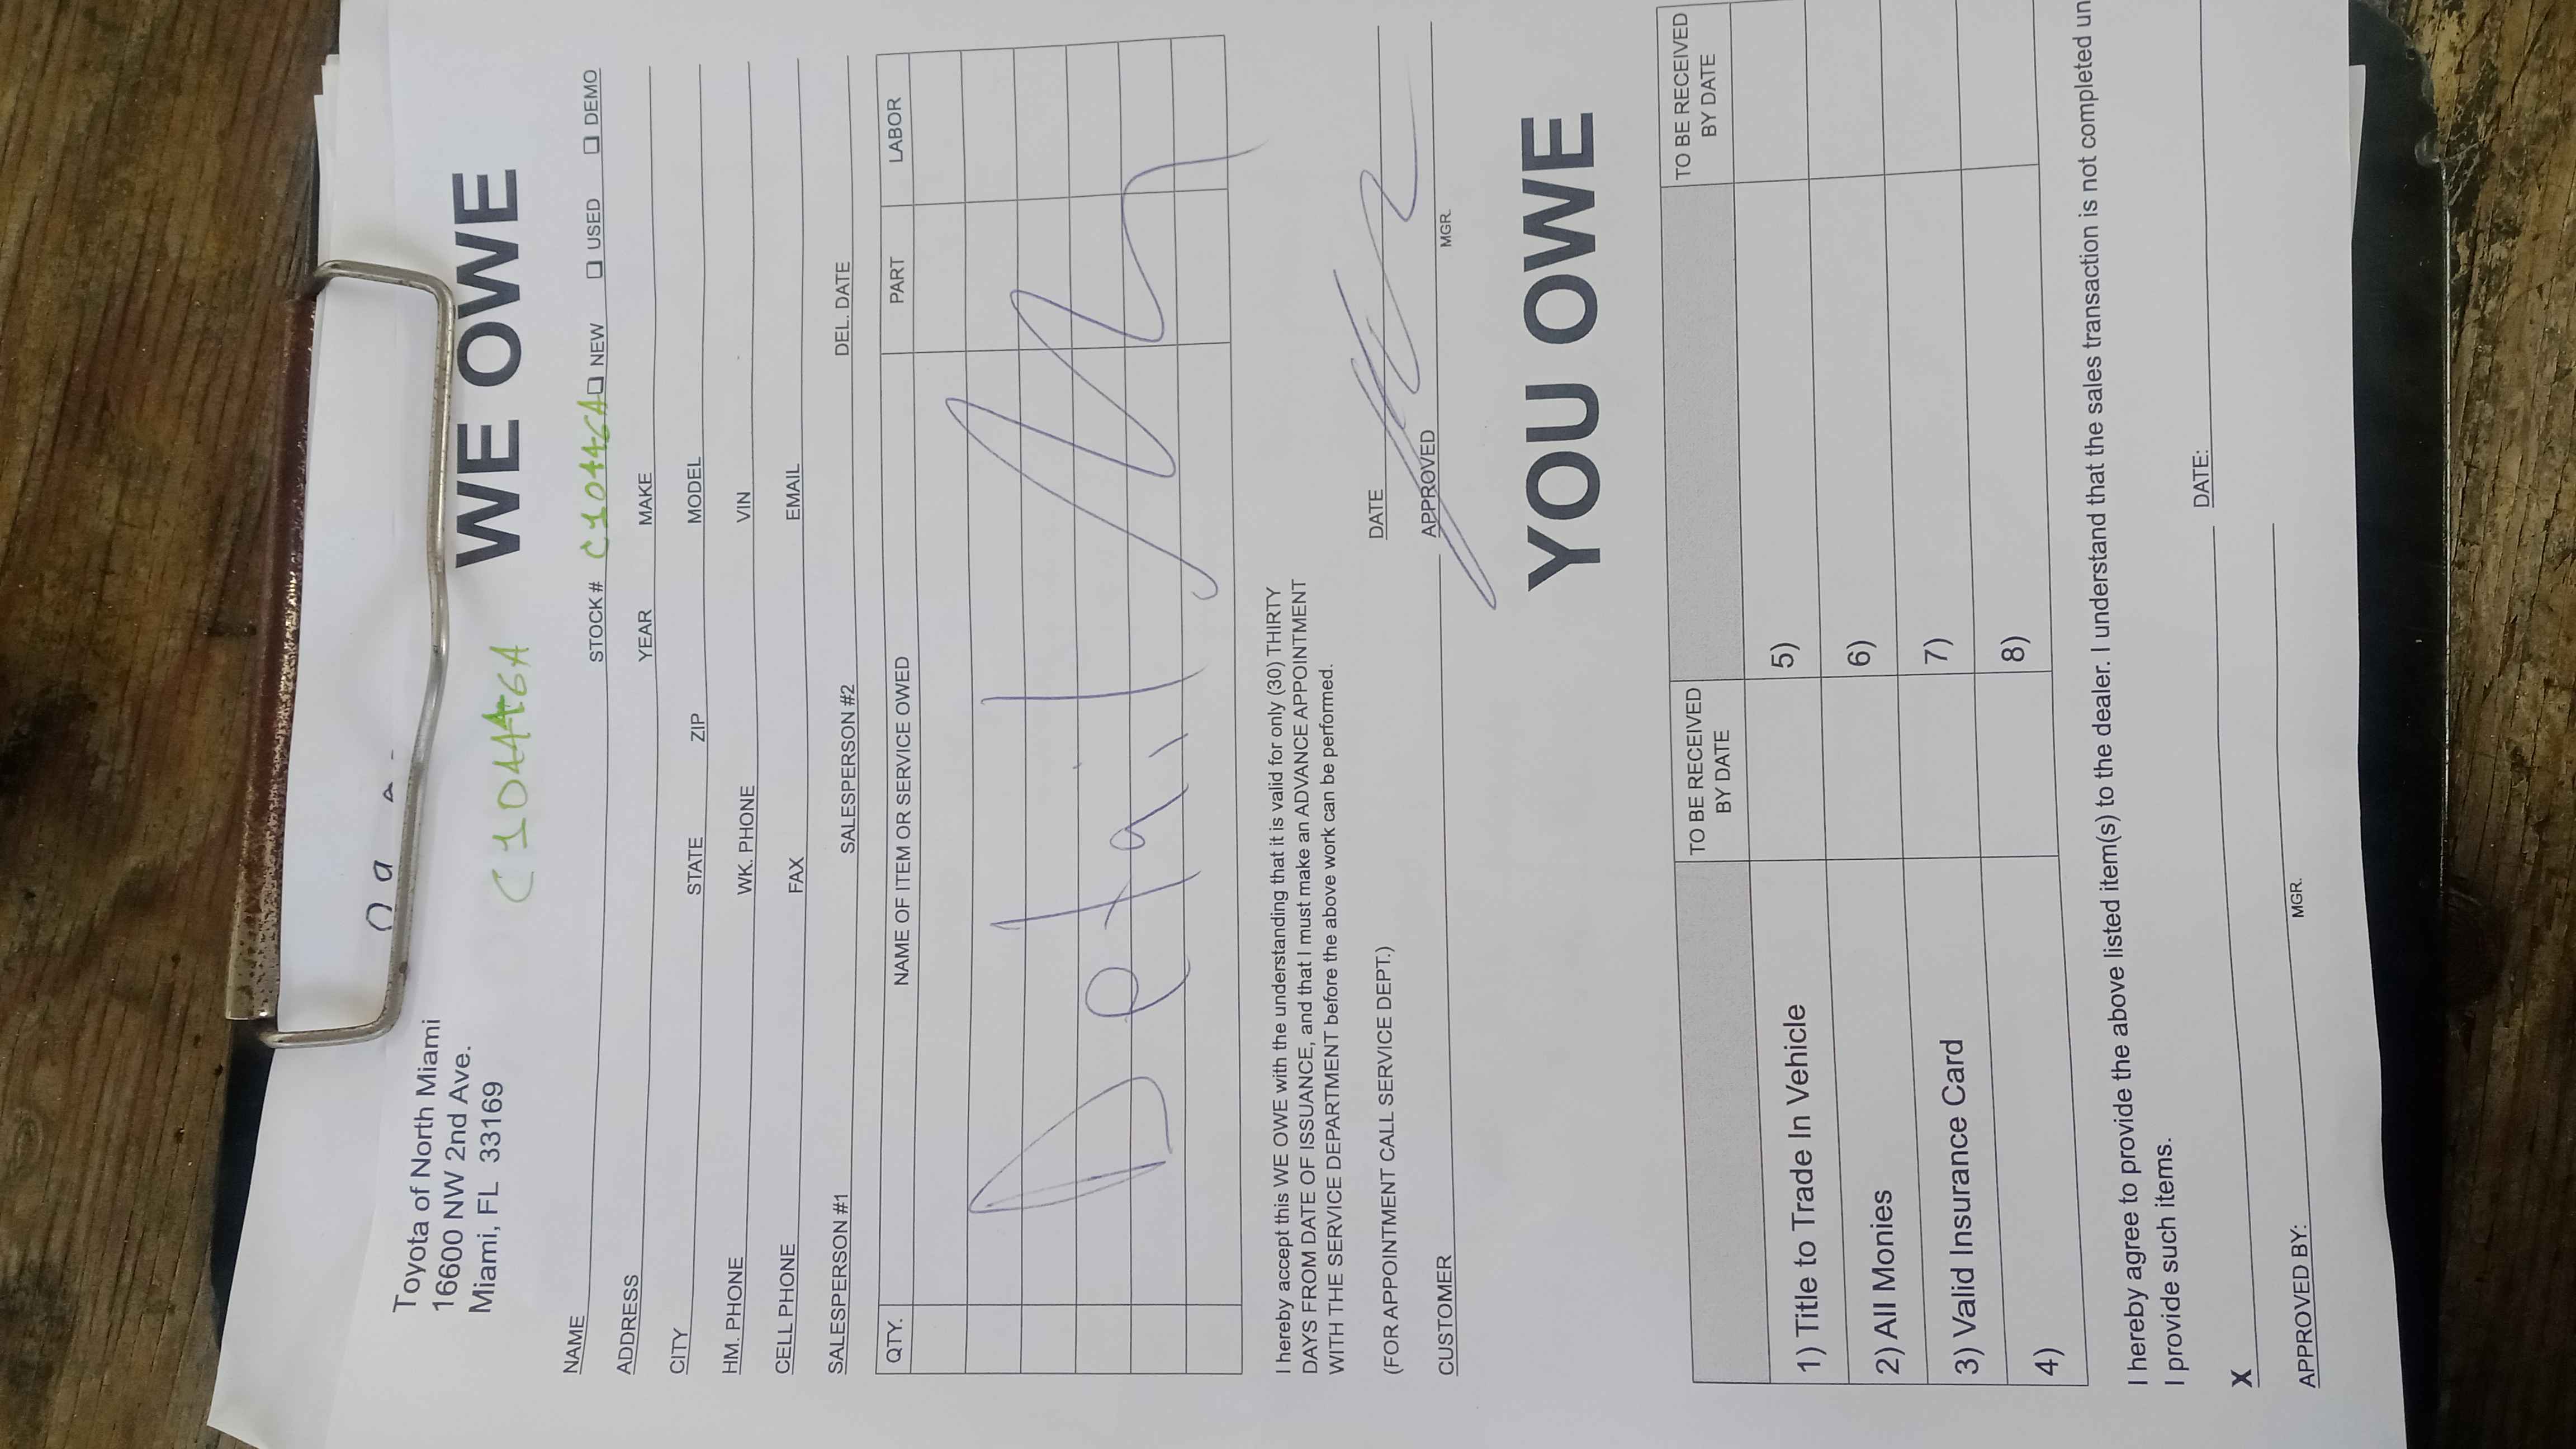 Toyota of North Miami
16600 NW 2nd Ave.
Miami, FL 33169
C10446A
WE OWE
NAME STOCK # C10446A ❑ NEW ❑ USED ❑ DEMO
ADDRESS YEAR MAKE
CITY STATE ZIP MODEL
HM. PHONE WK. PHONE VIN
CELL PHONE FAX EMAIL
SALESPERSON #1 SALESPERSON #2 DEL. DATE
QTY. NAME OF ITEM OR SERVICE OWED PART LABOR
Detail
I hereby accept this WE OWE with the understanding that it is valid for only (30) THIRTY
DAYS FROM DATE OF ISSUANCE, and that I must make an ADVANCE APPOINTMENT
WITH THE SERVICE DEPARTMENT before the above work can be performed.
(FOR APPOINTMENT CALL SERVICE DEPT.) DATE
CUSTOMER APPROVED MGR.
YOU OWE
TO BE RECEIVED BY DATE TO BE RECEIVED BY DATE
1) Title to Trade In Vehicle 5)
2) All Monies 6)
3) Valid Insurance Card 7)
4) 8)
I hereby agree to provide the above listed item(s) to the dealer. I understand that the sales transaction is not completed un
I provide such items.
X DATE:
APPROVED BY: MGR.